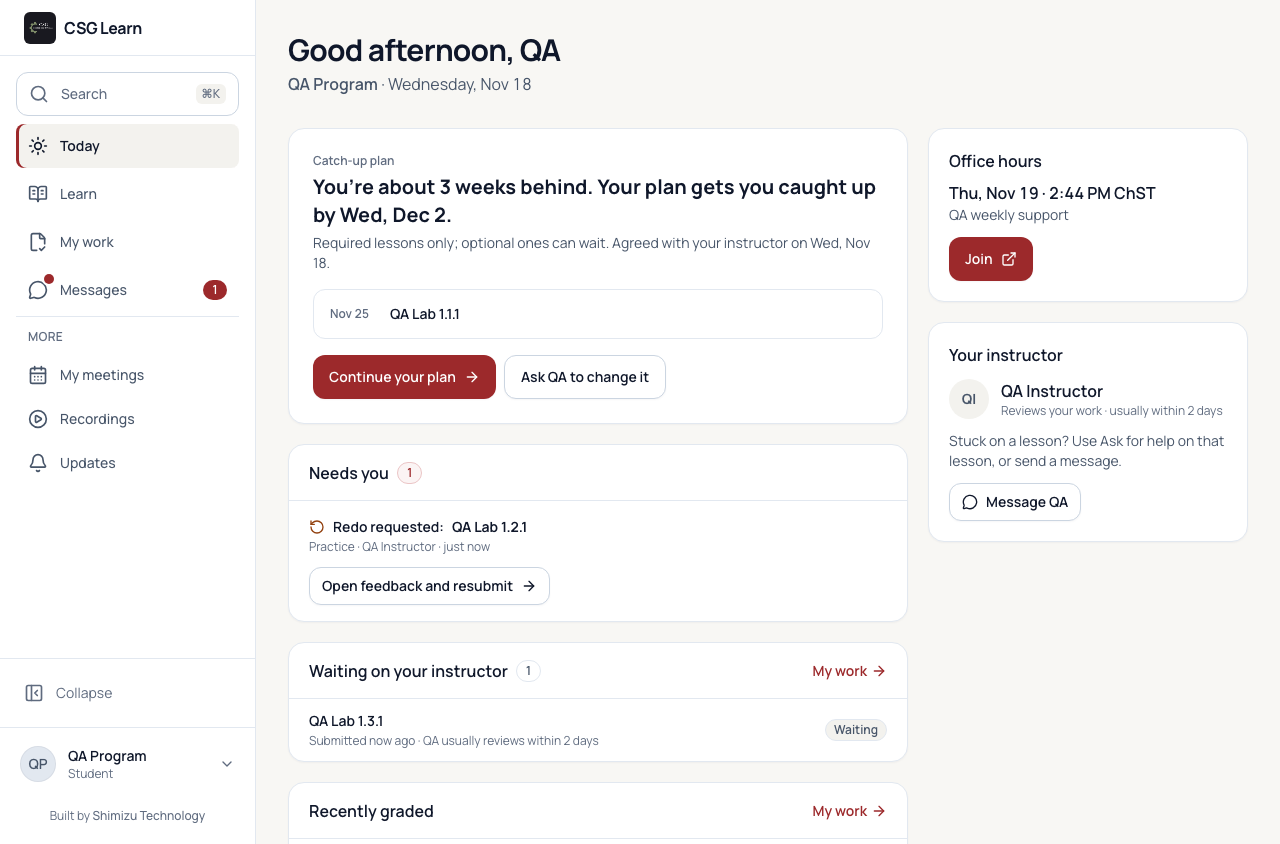 CSG Learn
Search ⌘K
Today
Learn
My work
Messages 1
MORE
My meetings
Recordings
Updates
Collapse
QP
QA Program
Student
Built by Shimizu Technology
Good afternoon, QA
QA Program · Wednesday, Nov 18
Catch-up plan
You're about 3 weeks behind. Your plan gets you caught up
by Wed, Dec 2.
Required lessons only; optional ones can wait. Agreed with your instructor on Wed, Nov
18.
Nov 25 QA Lab 1.1.1
Continue your plan → Ask QA to change it
Needs you 1
Redo requested: QA Lab 1.2.1
Practice · QA Instructor · just now
Open feedback and resubmit →
Waiting on your instructor 1 My work →
QA Lab 1.3.1
Submitted now ago · QA usually reviews within 2 days
Waiting
Recently graded My work →
Office hours
Thu, Nov 19 · 2:44 PM ChST
QA weekly support
Join
Your instructor
QI
QA Instructor
Reviews your work · usually within 2 days
Stuck on a lesson? Use Ask for help on that
lesson, or send a message.
Message QA